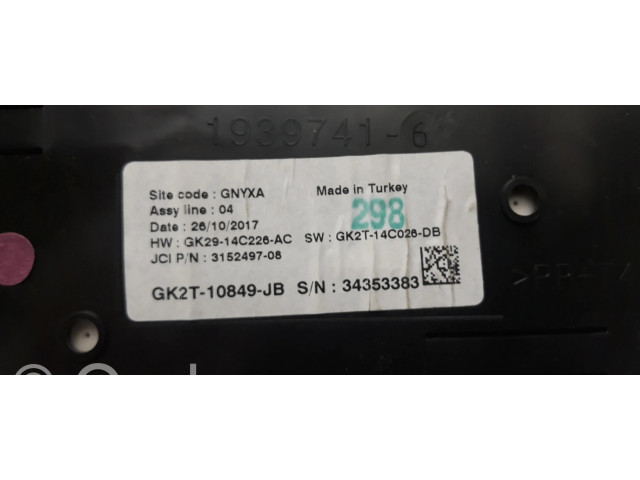 1939741-6
Site code : GNYXA Made in Turkey
Assy line : 04
298
Date : 26/10/2017
HW : GK29-14C226-AC SW : GK2T-14C026-DB
JCI P/N : 3152497-08
GK2T-10849-JB S/N : 34353383